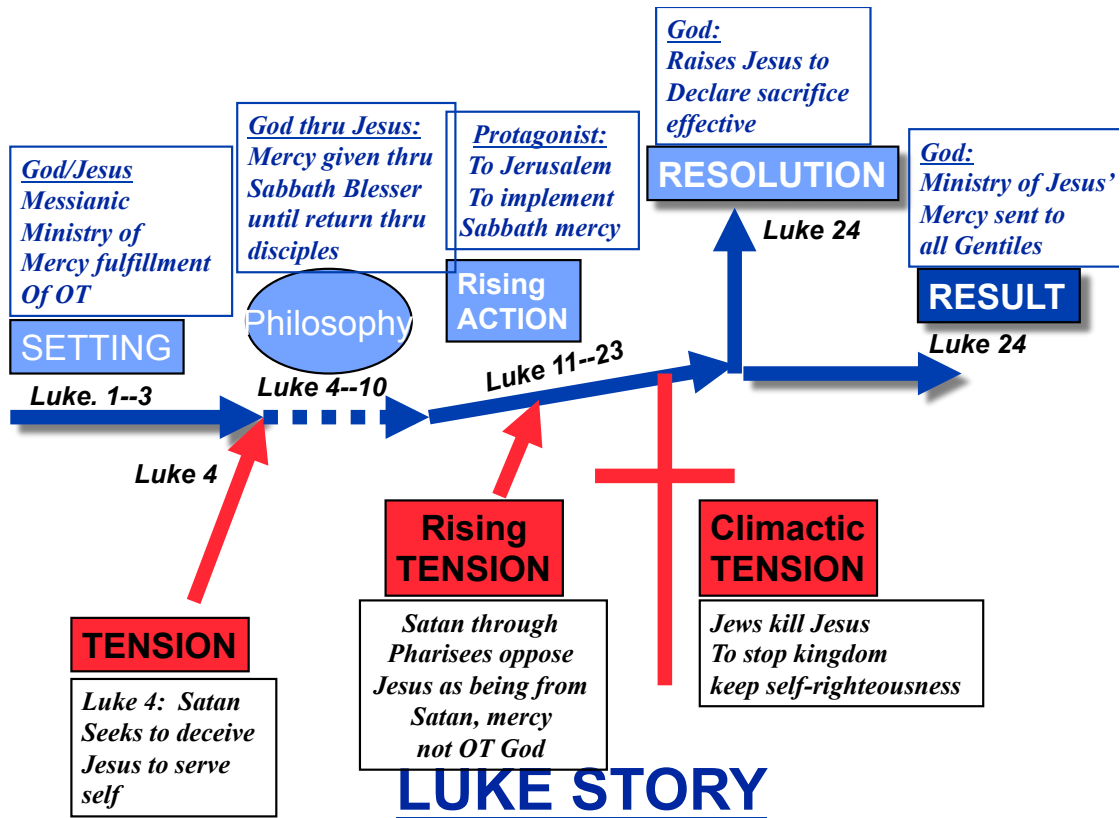 God/Jesus
Messianic
Ministry of
Mercy fulfillment
Of OT
SETTING
Luke. 1--3
God thru Jesus:
Mercy given thru
Sabbath Blesser
until return thru
disciples
Philosophy
Luke 4--10
Protagonist:
To Jerusalem
To implement
Sabbath mercy
Rising
ACTION
Luke 11--23
God:
Raises Jesus to
Declare sacrifice
effective
RESOLUTION
Luke 24
God:
Ministry of Jesus’
Mercy sent to
all Gentiles
RESULT
Luke 24
Luke 4
TENSION
Luke 4: Satan
Seeks to deceive
Jesus to serve
self
Rising
TENSION
Satan through
Pharisees oppose
Jesus as being from
Satan, mercy
not OT God
Climactic
TENSION
Jews kill Jesus
To stop kingdom
keep self-righteousness
LUKE STORY